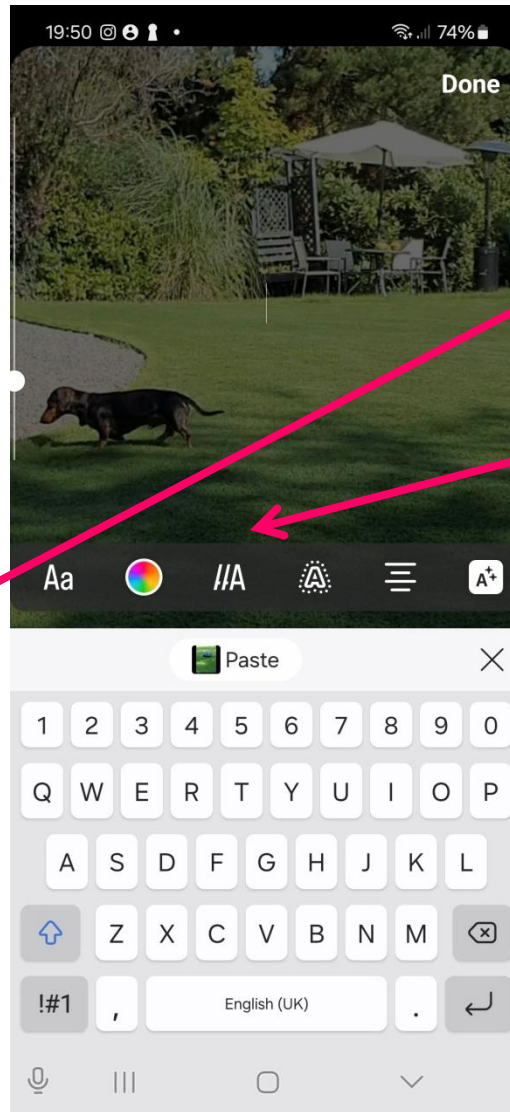 19:50 74%
Done
Aa //A A A
Paste
1 2 3 4 5 6 7 8 9 0
Q W E R T Y U I O P
A S D F G H J K L
Z X C V B N M
!#1 , English (UK) .